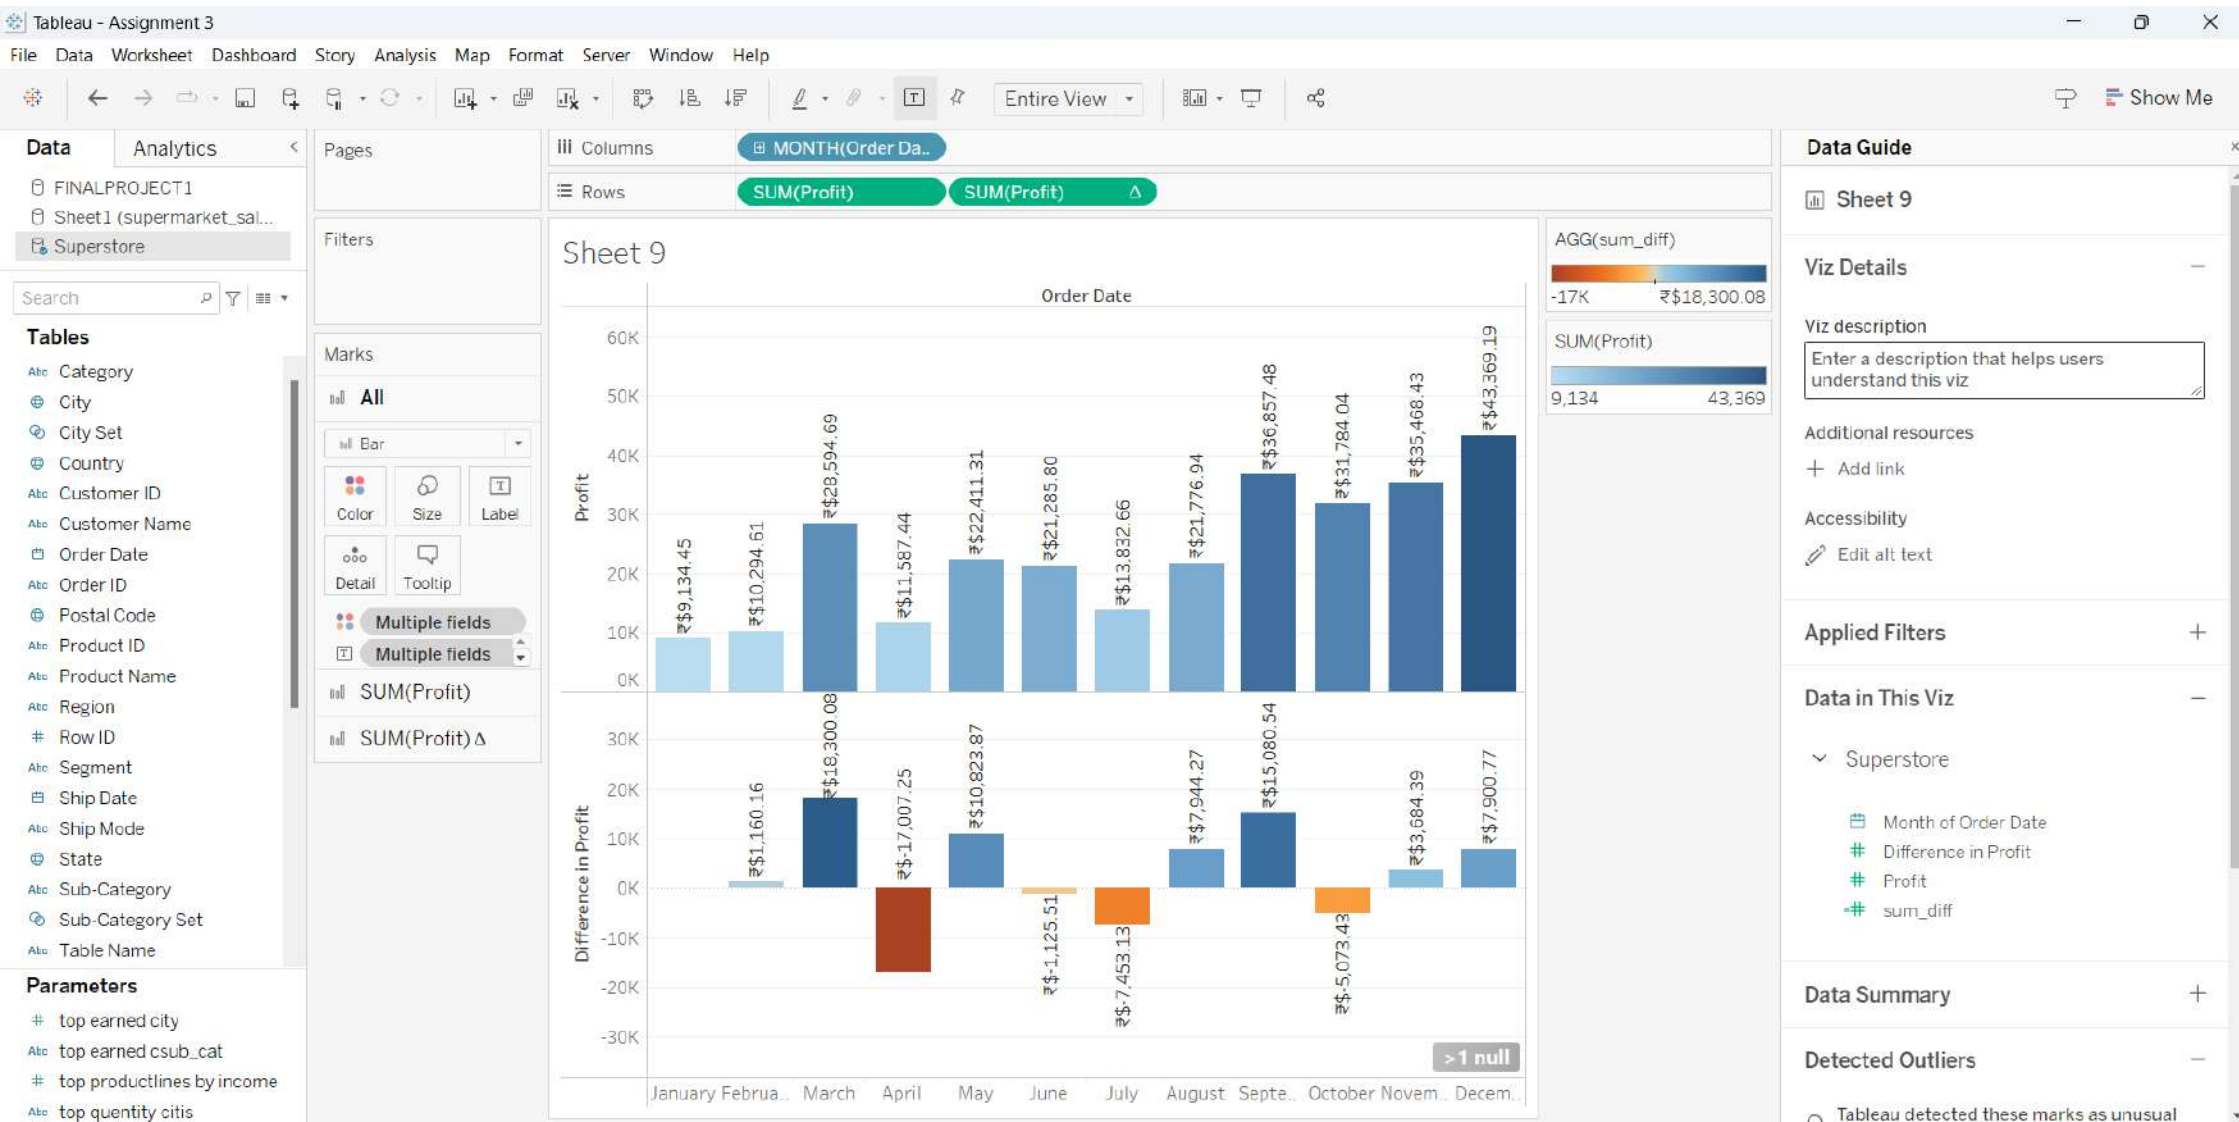 Tableau - Assignment 3
File Data Worksheet Dashboard Story Analysis Map Format Server Window Help
Entire View
Show Me
Data
Analytics
FINALPROJECT1
Sheet1 (supermarket_sal...
Superstore
Search
Tables
Abc Category
City
City Set
Country
Abc Customer ID
Abc Customer Name
Order Date
Abc Order ID
Postal Code
Abc Product ID
Abc Product Name
Abc Region
# Row ID
Abc Segment
Ship Date
Abc Ship Mode
State
Abc Sub-Category
Sub-Category Set
Abc Table Name
Parameters
# top earned city
Abc top earned csub_cat
# top productlines by income
Abc top quentity citis
Pages
Filters
Marks
All
Bar
Color
Size
Label
Detail
Tooltip
Multiple fields
Multiple fields
SUM(Profit)
SUM(Profit) Δ
Columns
MONTH(Order Da..
Rows
SUM(Profit)
SUM(Profit) Δ
Sheet 9
Order Date
Profit
60K
50K
40K
30K
20K
10K
0K
₹$9,134.45
₹$10,294.61
₹$28,594.69
₹$11,587.44
₹$22,411.31
₹$21,285.80
₹$13,832.66
₹$21,776.94
₹$36,857.48
₹$31,784.04
₹$35,468.43
₹$43,369.19
Difference in Profit
30K
20K
10K
0K
-10K
-20K
-30K
₹$1,160.16
₹$18,300.08
₹$-17,007.25
₹$10,823.87
₹$-1,125.51
₹$-7,453.13
₹$7,944.27
₹$15,080.54
₹$-5,073.43
₹$3,684.39
₹$7,900.77
>1 null
January Februa.. March April May June July August Septe.. October Novem.. Decem..
AGG(sum_diff)
-17K ₹$18,300.08
SUM(Profit)
9,134 43,369
Data Guide
Sheet 9
Viz Details
Viz description
Enter a description that helps users
understand this viz
Additional resources
Add link
Accessibility
Edit alt text
Applied Filters
Data in This Viz
Superstore
Month of Order Date
# Difference in Profit
# Profit
=# sum_diff
Data Summary
Detected Outliers
Tableau detected these marks as unusual